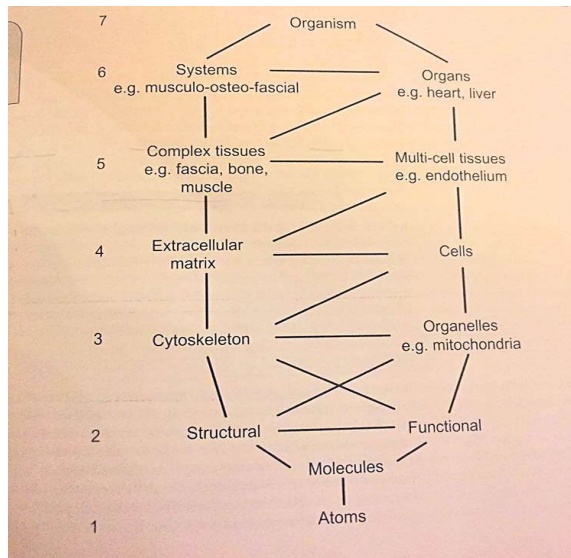 7 Organism
6 Systems Organs
e.g. musculo-osteo-fascial e.g. heart, liver
5 Complex tissues Multi-cell tissues
e.g. fascia, bone, e.g. endothelium
muscle
4 Extracellular Cells
matrix
3 Cytoskeleton Organelles
e.g. mitochondria
2 Structural Functional
Molecules
1 Atoms